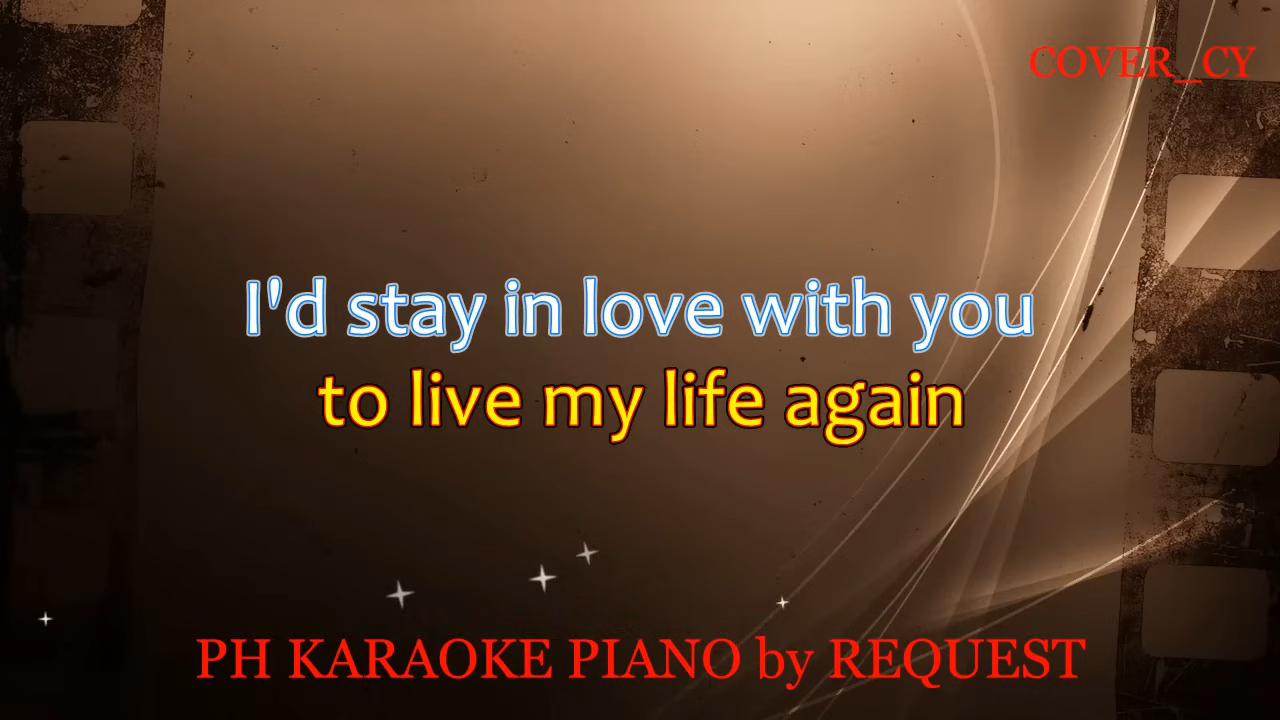 COVER_CY
I'd stay in love with you
to live my life again
PH KARAOKE PIANO by REQUEST